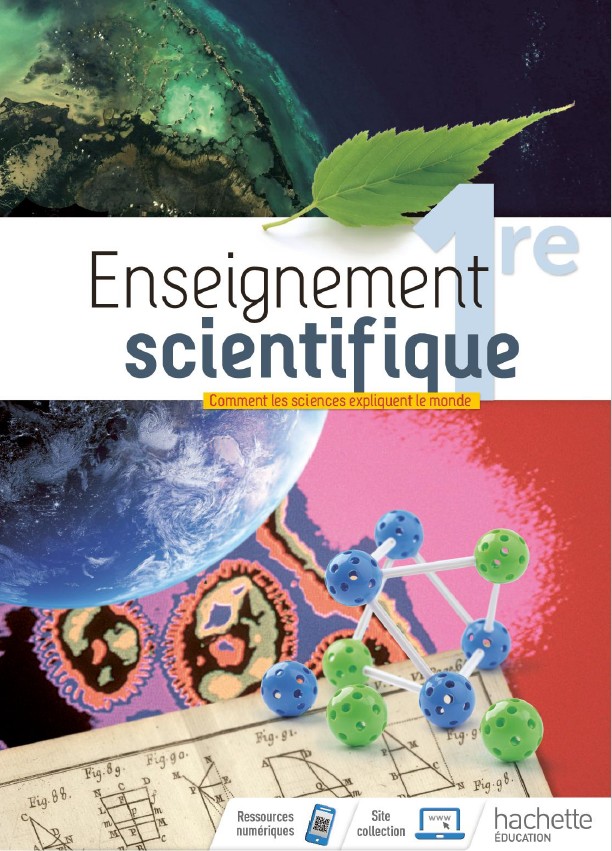 1re
Enseignement
scientifique
Comment les sciences expliquent le monde
Fig.88.
Fig.89.
Fig.90.
Fig.91.
Fig.98.
N C D
M
N
E
A
D
P
m
Ressources
numériques
Site
collection
www
hachette
ÉDUCATION